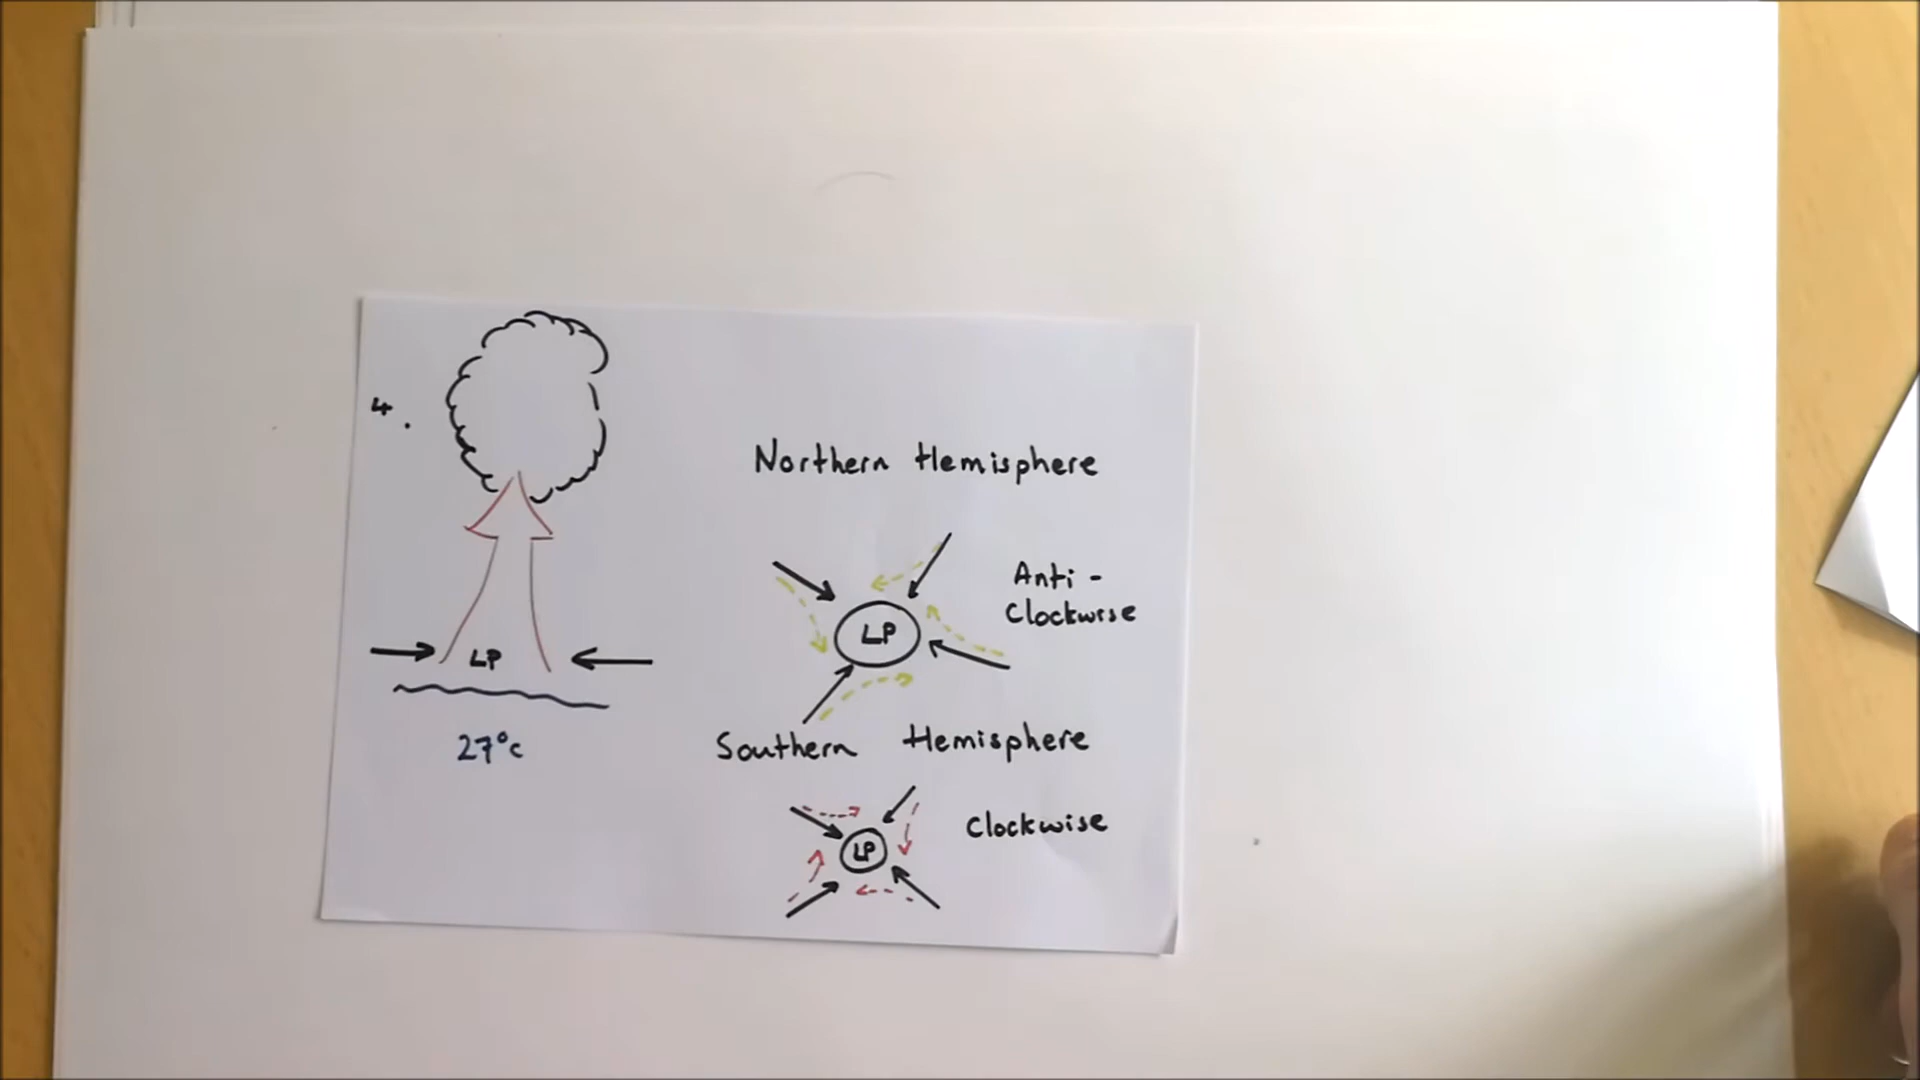 4.
LP
27°c
Northern Hemisphere
LP
Anti -
Clockwise
Southern Hemisphere
LP
Clockwise